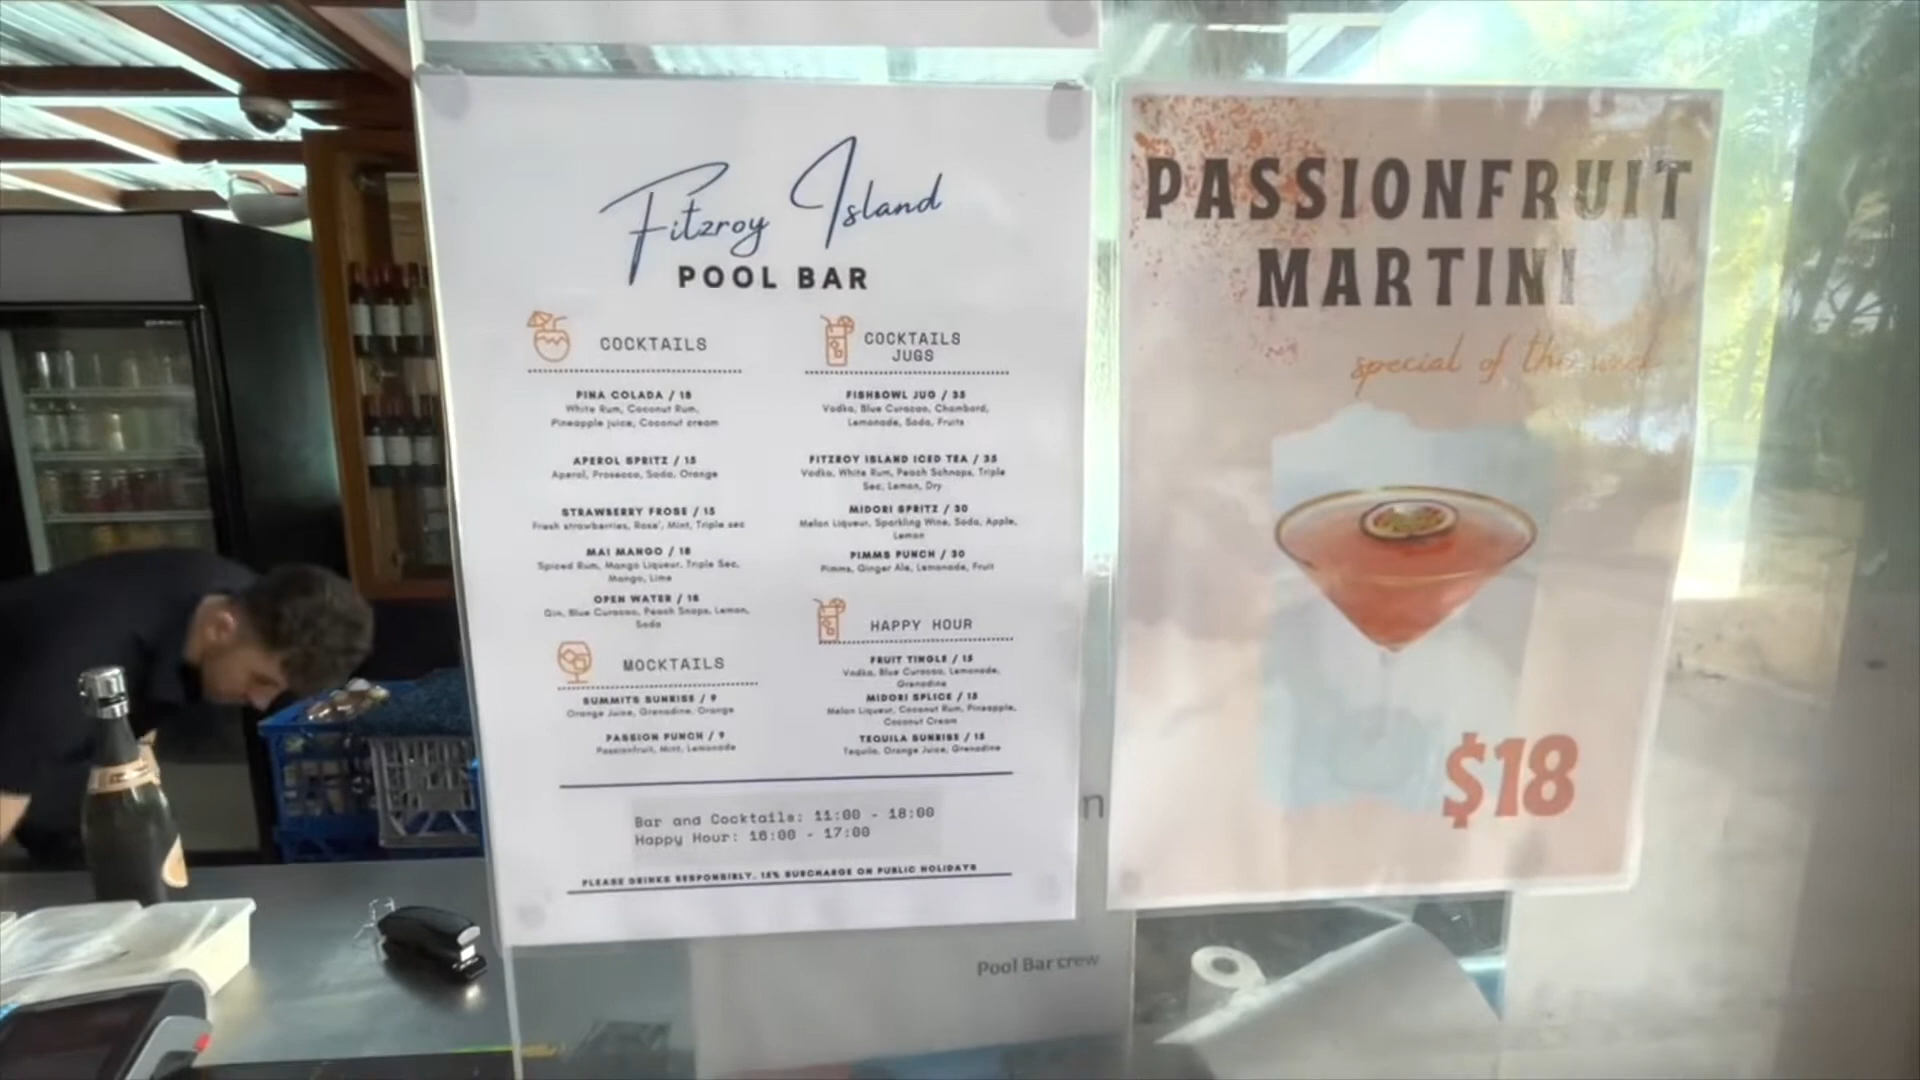 Fitzroy Island
POOL BAR
COCKTAILS
PINA COLADA / 18
White Rum, Coconut Rum,
Pineapple juice, Coconut cream
APEROL SPRITZ / 15
Aperol, Prosecco, Soda, Orange
STRAWBERRY FROSE / 15
Fresh strawberries, Rose', Mint, Triple sec
MAI MANGO / 18
Spiced Rum, Mango Liqueur, Triple Sec,
Mango, Lime
OPEN WATER / 18
Gin, Blue Curacao, Peach Snaps, Lemon,
Soda
MOCKTAILS
SUMMITS SUNRISE / 9
Orange Juice, Grenadine, Orange
PASSION PUNCH / 9
Passionfruit, Mint, Lemonade
COCKTAILS
JUGS
FISHBOWL JUG / 35
Vodka, Blue Curacao, Chambord,
Lemonade, Soda, Fruits
FITZROY ISLAND ICED TEA / 35
Vodka, White Rum, Peach Schnaps, Triple
Sec, Lemon, Dry
MIDORI SPRITZ / 30
Melon Liqueur, Sparkling Wine, Soda, Apple,
Lemon
PIMMS PUNCH / 30
Pimms, Ginger Ale, Lemonade, Fruit
HAPPY HOUR
FRUIT TINGLE / 15
Vodka, Blue Curacao, Lemonade,
Grenadine
MIDORI SPLICE / 15
Melon Liqueur, Coconut Rum, Pineapple,
Coconut Cream
TEQUILA SUNRISE / 15
Tequila, Orange Juice, Grenadine
Bar and Cocktails: 11:00 - 18:00
Happy Hour: 16:00 - 17:00
PLEASE DRINKS RESPONSIBLY. 15% SURCHARGE ON PUBLIC HOLIDAYS
PASSIONFRUIT
MARTINI
special of the week
$18
Pool Bar crew